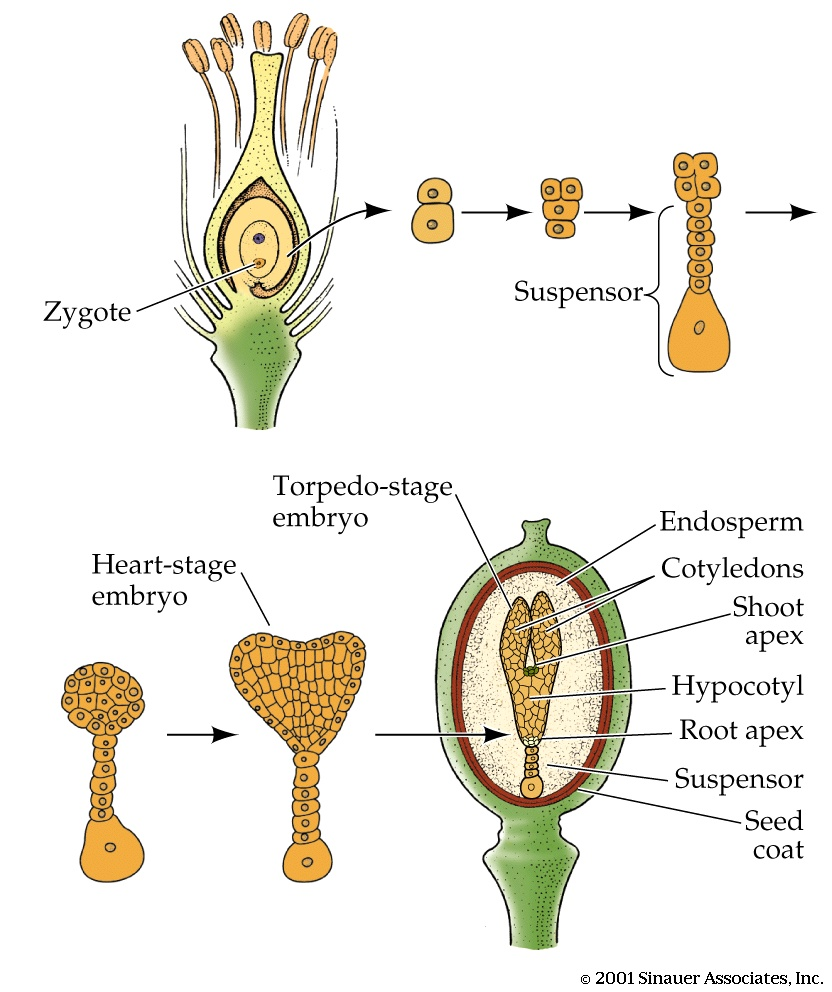 Zygote
Suspensor
Torpedo-stage
embryo
Heart-stage
embryo
Endosperm
Cotyledons
Shoot
apex
Hypocotyl
Root apex
Suspensor
Seed
coat
© 2001 Sinauer Associates, Inc.